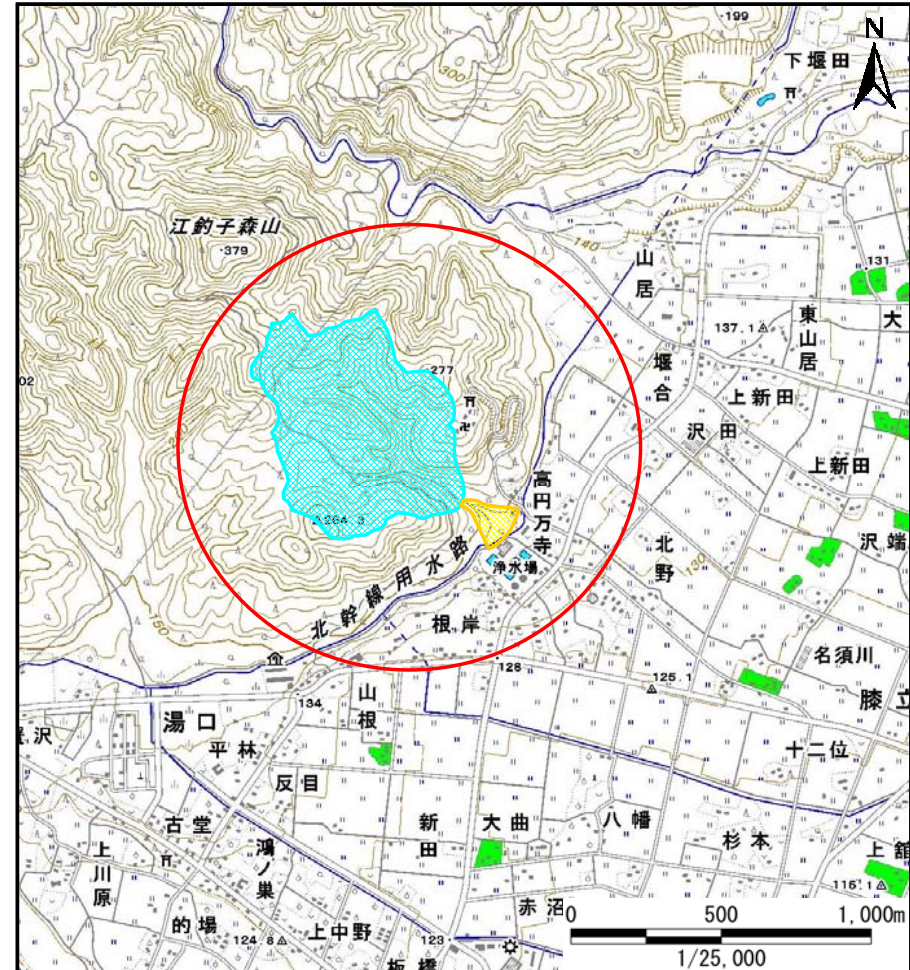 199
N
下堰田
300
江釣子森山
379
140
山居
131
大
東山居
137.1
堰合
上新田
277
沢田
上新田
高円万寺
264.3
沢端
北野
130
浄水場
北幹線用水路
根岸
150
名須川
128
125.1
膝立
134
山根
湯口
平林
十二位
反目
古堂
新田
大曲
八幡
杉本
上川原
鴻ノ巣
116.1
赤沼
的場
上中野
124.8
123
板橋
0 500 1,000m
1/25,000